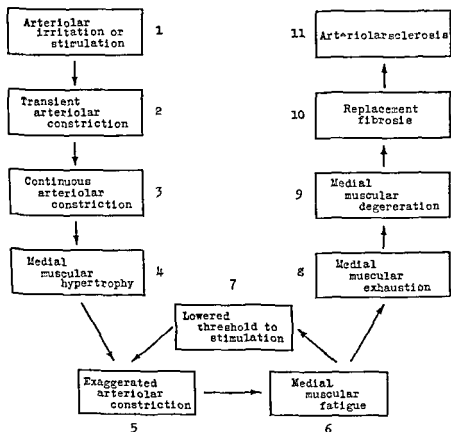 Arteriolar
irritation or
stimulation
1
Transient
arteriolar
constriction
2
Continuous
arteriolar
constriction
3
Medial
muscular
hypertrophy
4
Exaggerated
arteriolar
constriction
5
Medial
muscular
fatigue
6
7
Lowered
threshold to
stimulation
8
Medial
muscular
exhaustion
9
Medial
muscular
degereration
10
Replacement
fibrosis
11
Arteriolarsclerosis